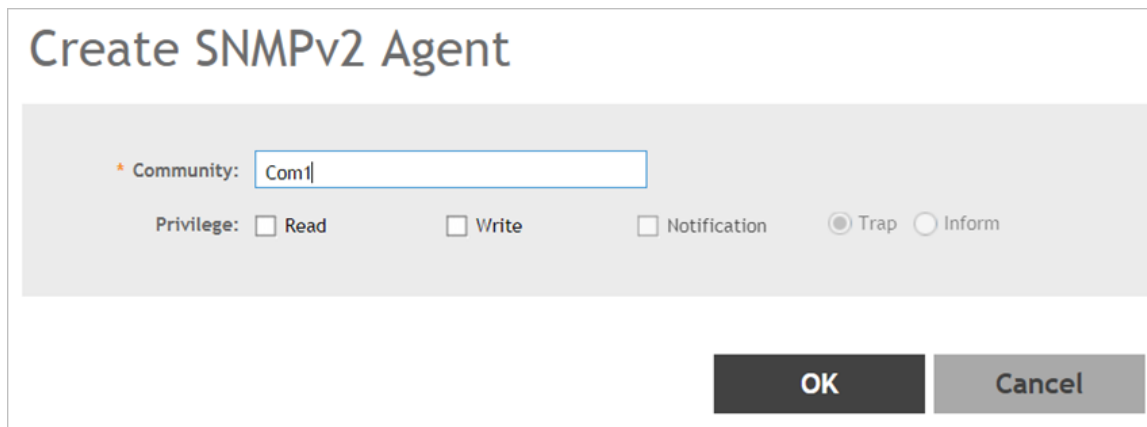 Create SNMPv2 Agent
* Community: Com1
Privilege: Read Write Notification Trap Inform
OK Cancel